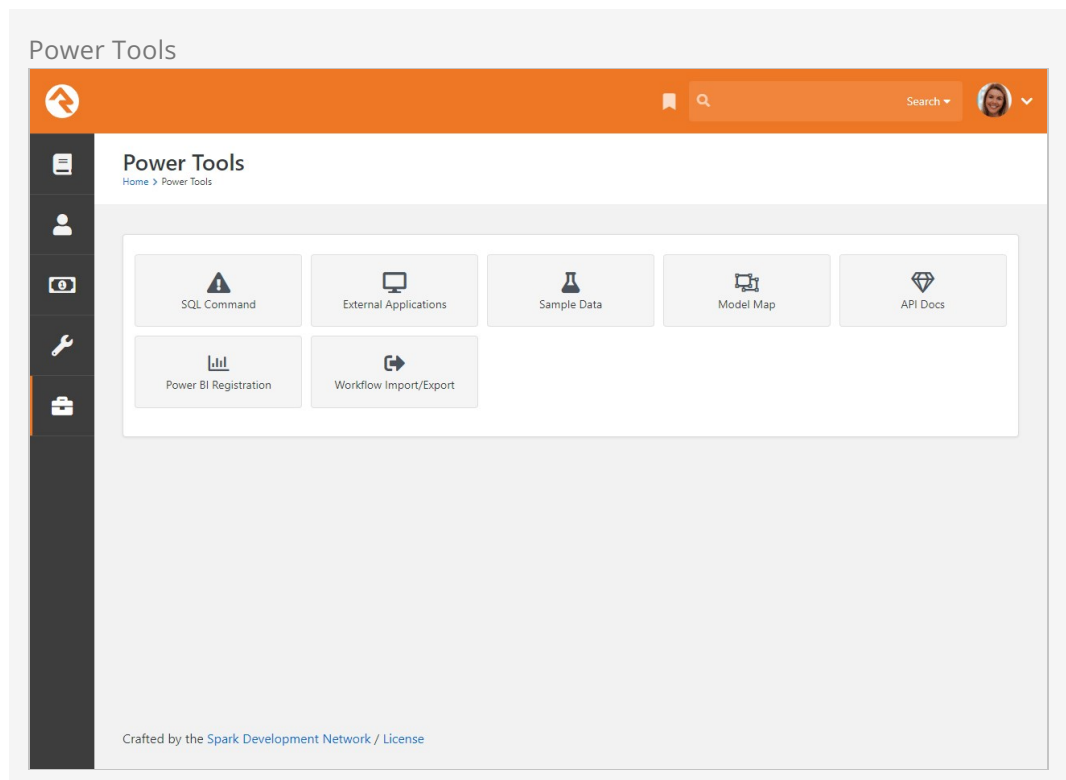 Power Tools
Search
Power Tools
Home > Power Tools
SQL Command
External Applications
Sample Data
Model Map
API Docs
Power BI Registration
Workflow Import/Export
Crafted by the Spark Development Network / License